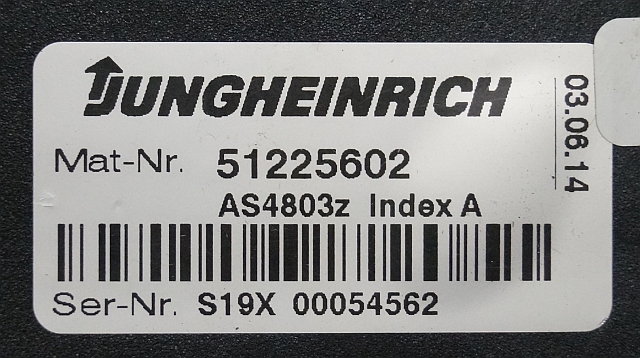 JUNGHEINRICH
Mat-Nr. 51225602
AS4803z Index A
Ser-Nr. S19X 00054562
03.06.14